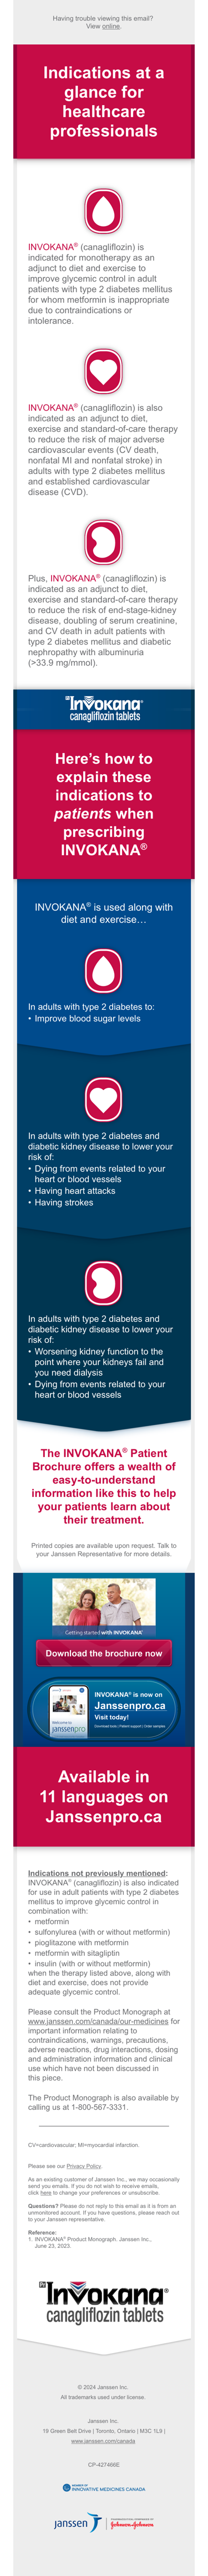 Having trouble viewing this email?
View online.
Indications at a
glance for
healthcare
professionals
INVOKANA® (canagliflozin) is
indicated for monotherapy as an
adjunct to diet and exercise to
improve glycemic control in adult
patients with type 2 diabetes mellitus
for whom metformin is inappropriate
due to contraindications or
intolerance.
INVOKANA® (canagliflozin) is also
indicated as an adjunct to diet,
exercise and standard-of-care therapy
to reduce the risk of major adverse
cardiovascular events (CV death,
nonfatal MI and nonfatal stroke) in
adults with type 2 diabetes mellitus
and established cardiovascular
disease (CVD).
Plus, INVOKANA® (canagliflozin) is
indicated as an adjunct to diet,
exercise and standard-of-care therapy
to reduce the risk of end-stage-kidney
disease, doubling of serum creatinine,
and CV death in adult patients with
type 2 diabetes mellitus and diabetic
nephropathy with albuminuria
(>33.9 mg/mmol).
Invokana®
canagliflozin tablets
Here's how to
explain these
indications to
patients when
prescribing
INVOKANA®
INVOKANA® is used along with
diet and exercise…
In adults with type 2 diabetes to:
• Improve blood sugar levels
In adults with type 2 diabetes and
diabetic kidney disease to lower your
risk of:
• Dying from events related to your
heart or blood vessels
• Having heart attacks
• Having strokes
In adults with type 2 diabetes and
diabetic kidney disease to lower your
risk of:
• Worsening kidney function to the
point where your kidneys fail and
you need dialysis
• Dying from events related to your
heart or blood vessels
The INVOKANA® Patient
Brochure offers a wealth of
easy-to-understand
information like this to help
your patients learn about
their treatment.
Printed copies are available upon request. Talk to
your Janssen Representative for more details.
Getting started with INVOKANA®
Download the brochure now
INVOKANA® is now on
Janssenpro.ca
Visit today!
Download tools | Patient support | Order samples
Welcome to
janssenpro
Available in
11 languages on
Janssenpro.ca
Indications not previously mentioned:
INVOKANA® (canagliflozin) is also indicated
for use in adult patients with type 2 diabetes
mellitus to improve glycemic control in
combination with:
• metformin
• sulfonylurea (with or without metformin)
• pioglitazone with metformin
• metformin with sitagliptin
• insulin (with or without metformin)
when the therapy listed above, along with
diet and exercise, does not provide
adequate glycemic control.
Please consult the Product Monograph at
www.janssen.com/canada/our-medicines for
important information relating to
contraindications, warnings, precautions,
adverse reactions, drug interactions, dosing
and administration information and clinical
use which have not been discussed in
this piece.
The Product Monograph is also available by
calling us at 1-800-567-3331.
CV=cardiovascular; MI=myocardial infarction.
Please see our Privacy Policy.
As an existing customer of Janssen Inc., we may occasionally
send you emails. If you do not wish to receive emails,
click here to change your preferences or unsubscribe.
Questions? Please do not reply to this email as it is from an
unmonitored account. If you have questions, please reach out
to your Janssen representative.
Reference:
1. INVOKANA® Product Monograph. Janssen Inc.,
June 23, 2023.
Pr Invokana®
canagliflozin tablets
© 2024 Janssen Inc.
All trademarks used under license.
Janssen Inc.
19 Green Belt Drive | Toronto, Ontario | M3C 1L9 |
www.janssen.com/canada
CP-427466E
MEMBER OF
INNOVATIVE MEDICINES CANADA
janssen
PHARMACEUTICAL COMPANIES OF
Johnson & Johnson